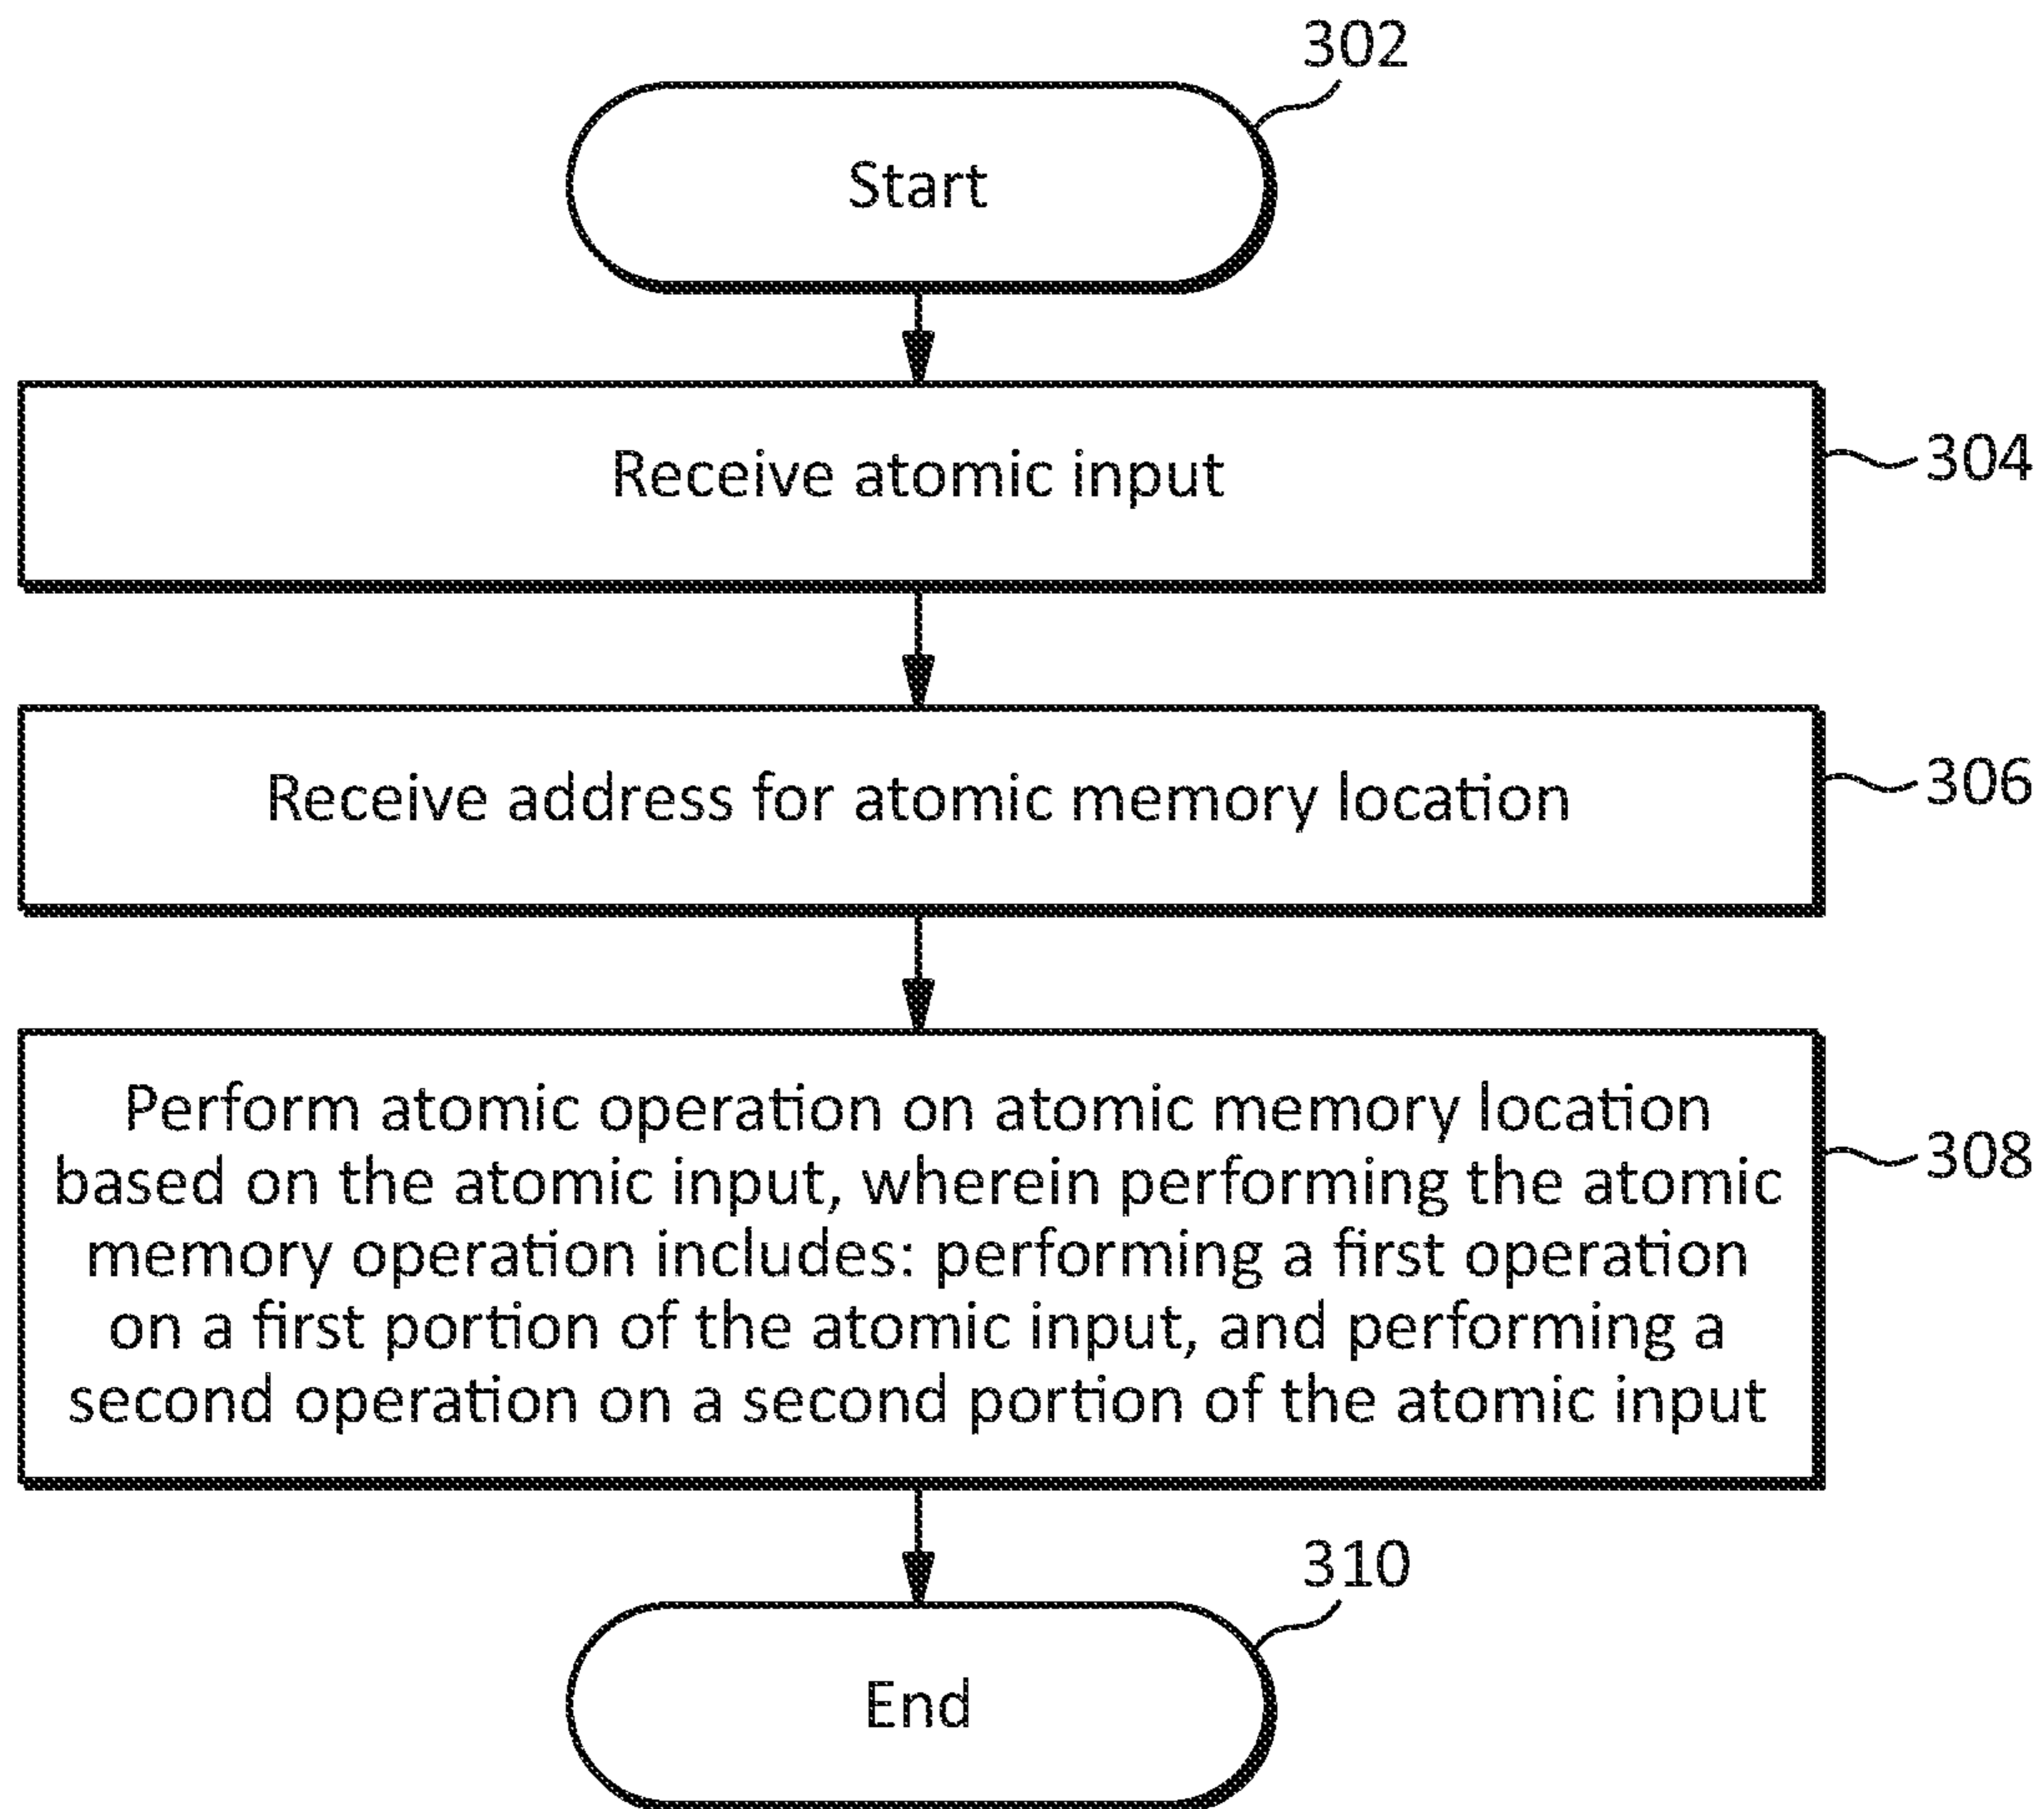 302
Start
Receive atomic input
304
Receive address for atomic memory location
306
Perform atomic operation on atomic memory location
based on the atomic input, wherein performing the atomic
memory operation includes: performing a first operation
on a first portion of the atomic input, and performing a
second operation on a second portion of the atomic input
308
310
End